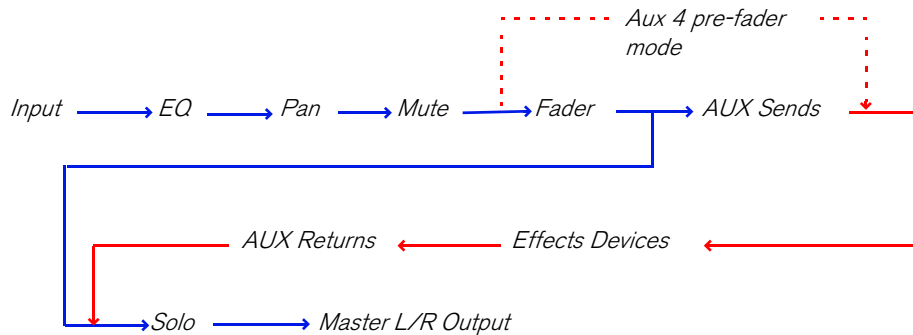 Aux 4 pre-fader
mode
Input EQ Pan Mute Fader AUX Sends
AUX Returns Effects Devices
Solo Master L/R Output